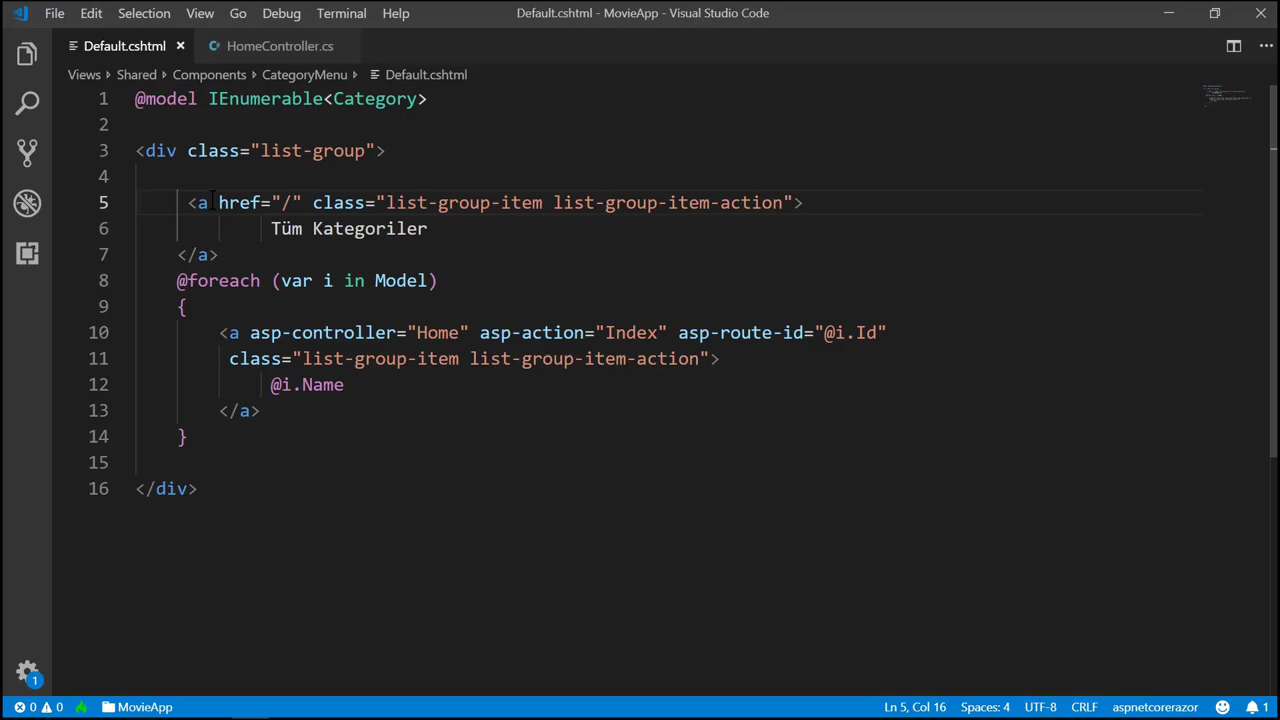 File Edit Selection View Go Debug Terminal Help Default.cshtml - MovieApp - Visual Studio Code
Default.cshtml HomeController.cs
Views Shared Components CategoryMenu Default.cshtml
1 @model IEnumerable<Category>
2
3 <div class="list-group">
4
5 <a href="/" class="list-group-item list-group-item-action">
6 Tüm Kategoriler
7 </a>
8 @foreach (var i in Model)
9 {
10 <a asp-controller="Home" asp-action="Index" asp-route-id="@i.Id"
11 class="list-group-item list-group-item-action">
12 @i.Name
13 </a>
14 }
15
16 </div>
1
0 0 MovieApp Ln 5, Col 16 Spaces: 4 UTF-8 CRLF aspnetcorerazor 1